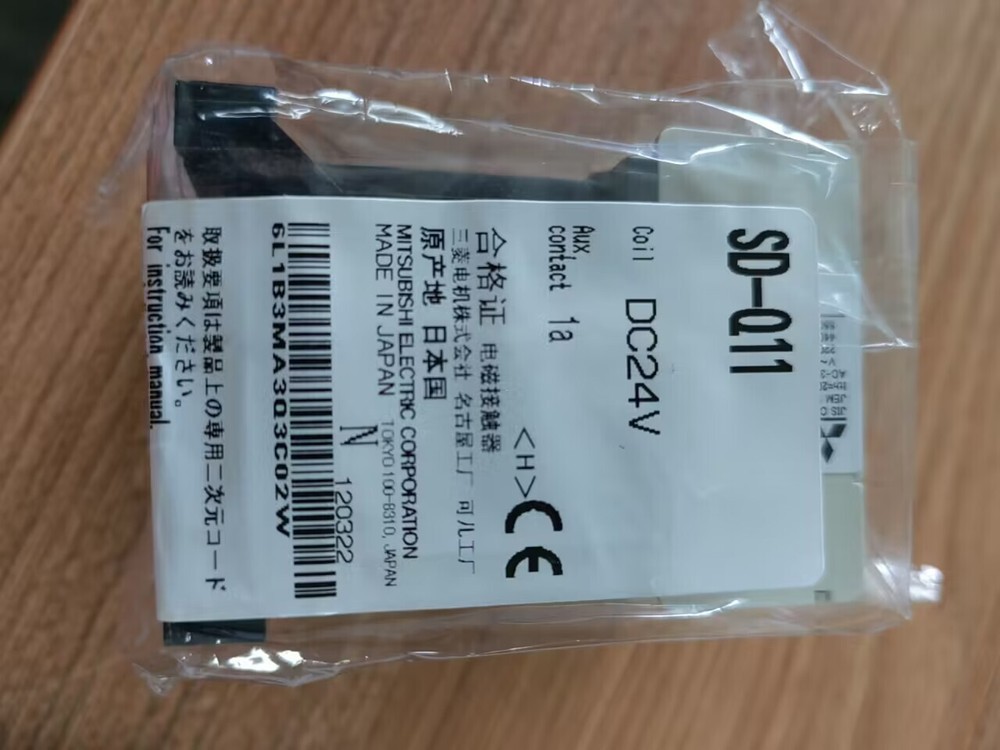 SD-Q11
Coil DC24V
Aux. contact 1a
<H>
CE
合格证 电磁接触器
三菱电机株式会社 名古屋工厂 可儿工厂
原产地 日本国
MITSUBISHI ELECTRIC CORPORATION
MADE IN JAPAN TOKYO 100-8310, JAPAN
N
120322
6L1B3MA3Q3C02W
取扱要項は製品上の専用二次元コード
をお読みください。
For instruction manual.